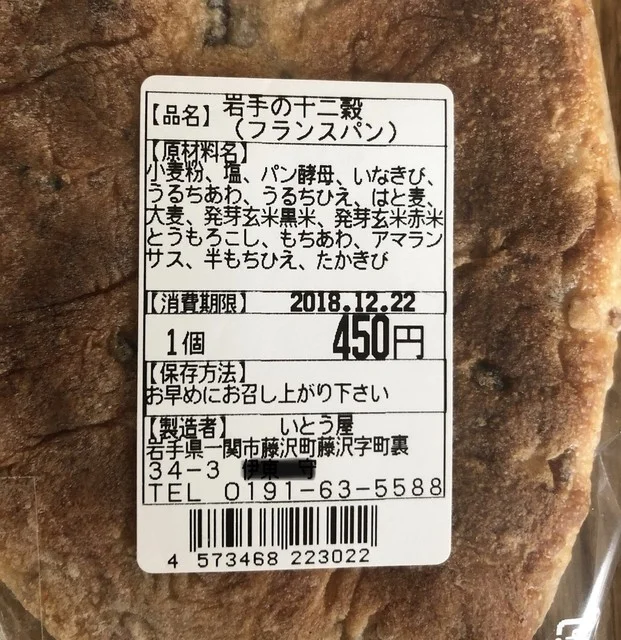 【品名】岩手の十二穀
(フランスパン)
【原材料名】
小麦粉、塩、パン酵母、いなきび、
うるちあわ、うるちひえ、はと麦、
大麦、発芽玄米黒米、発芽玄米赤米
とうもろこし、もちあわ、アマラン
サス、半もちひえ、たかきび
【消費期限】 2018.12.22
1個 450円
【保存方法】
お早めにお召し上がり下さい
【製造者】 いとう屋
岩手県一関市藤沢町藤沢字町裏
34-3 伊東 守
TEL 0191-63-5588
4 573468 223022